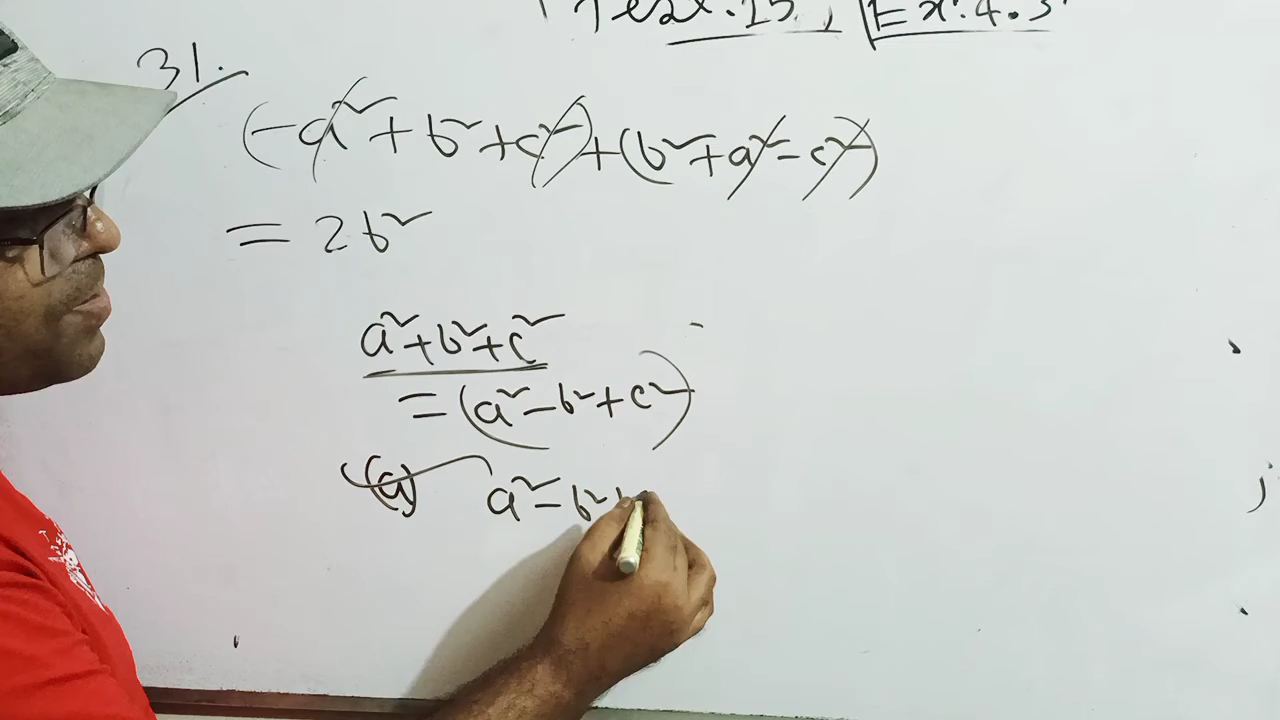 Text.15, Ex.4.3
31.
(-a²+b²+c²)+(b²+a²-c²)
= 2b²
a²+b²+c²
= (a²-b²+c²)
(a) a²-b²